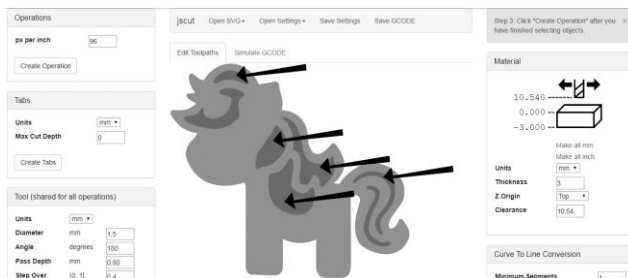 Operations
px per inch 96
Create Operation
Tabs
Units mm
Max Cut Depth 0
Create Tabs
Tool (shared for all operations)
Units mm
Diameter mm 1.5
Angle degrees 180
Pass Depth mm 0.80
Step Over (0, 1] 0.4
jscut Open SVG Open Settings Save Settings Save GCODE
Edit Toolpaths Simulate GCODE
Step 3: Click "Create Operation" after you ×
have finished selecting objects.
Material
10.540
0.000
-3.000
Make all mm
Make all inch
Units mm
Thickness 3
Z Origin Top
Clearance 10.54
Curve To Line Conversion
Minimum Segments